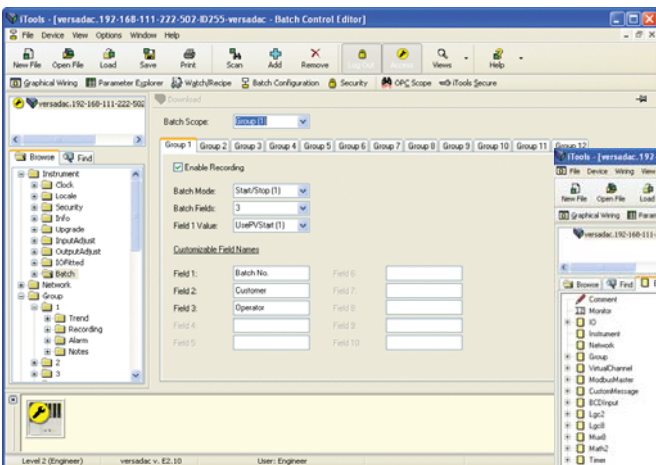 iTools - [versadac.192-168-111-222-502-ID255-versadac - Batch Control Editor]
File Device View Options Window Help
New File Open File Load Save Print Scan Add Remove Log Out Access Views Help
Graphical Wiring Parameter Explorer Watch/Recipe Batch Configuration Security OPC Scope iTools Secure
versadac.192-168-111-222-502
Download
Batch Scope: Group (1)
Group 1 Group 2 Group 3 Group 4 Group 5 Group 6 Group 7 Group 8 Group 9 Group 10 Group 11 Group 12
Browse Find
Enable Recording
Instrument
Clock
Locale
Security
Info
Upgrade
InputAdjust
OutputAdjust
IOFitted
Batch
Network
Group
1
Trend
Recording
Alarm
Notes
2
3
Batch Mode: Start/Stop (1)
Batch Fields: 3
Field 1 Value: UsePVStart (1)
Customizable Field Names
Field 1: Batch No. Field 6:
Field 2: Customer Field 7:
Field 3: Operator Field 8:
Field 4: Field 9:
Field 5: Field 10:
Level 2 (Engineer) versadac v. E2.10 User: Engineer
iTools - [versadac.192
File Device Wiring View
New File Open File Load
Graphical Wiring Param
versadac.192-168-111-
Browse Find B
Comment
Monitor
IO
Instrument
Network
Group
VirtualChannel
ModbusMaster
CustomMessage
BCDInput
Lgc2
Lgc8
Mux8
Math2
Timer